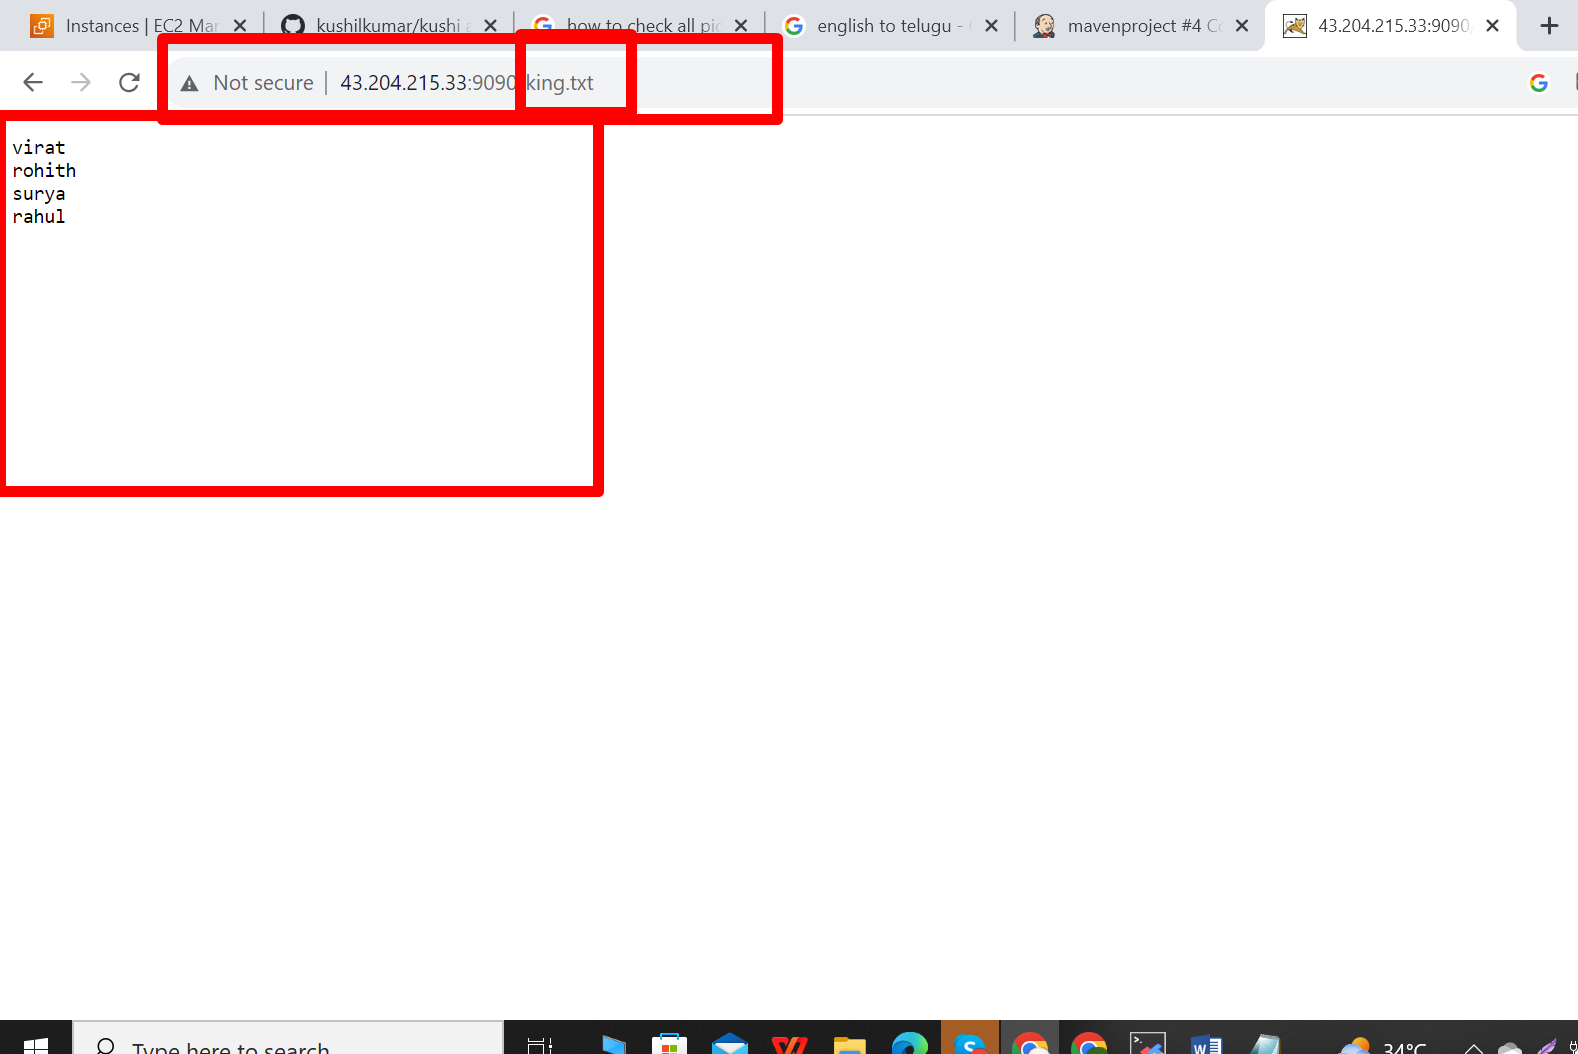 Instances | EC2 Mar
kushilkumar/kushi a
how to check all pic
english to telugu -
mavenproject #4 Co
43.204.215.33:9090/
Not secure | 43.204.215.33:9090/king.txt
virat
rohith
surya
rahul
Type here to search
34°C